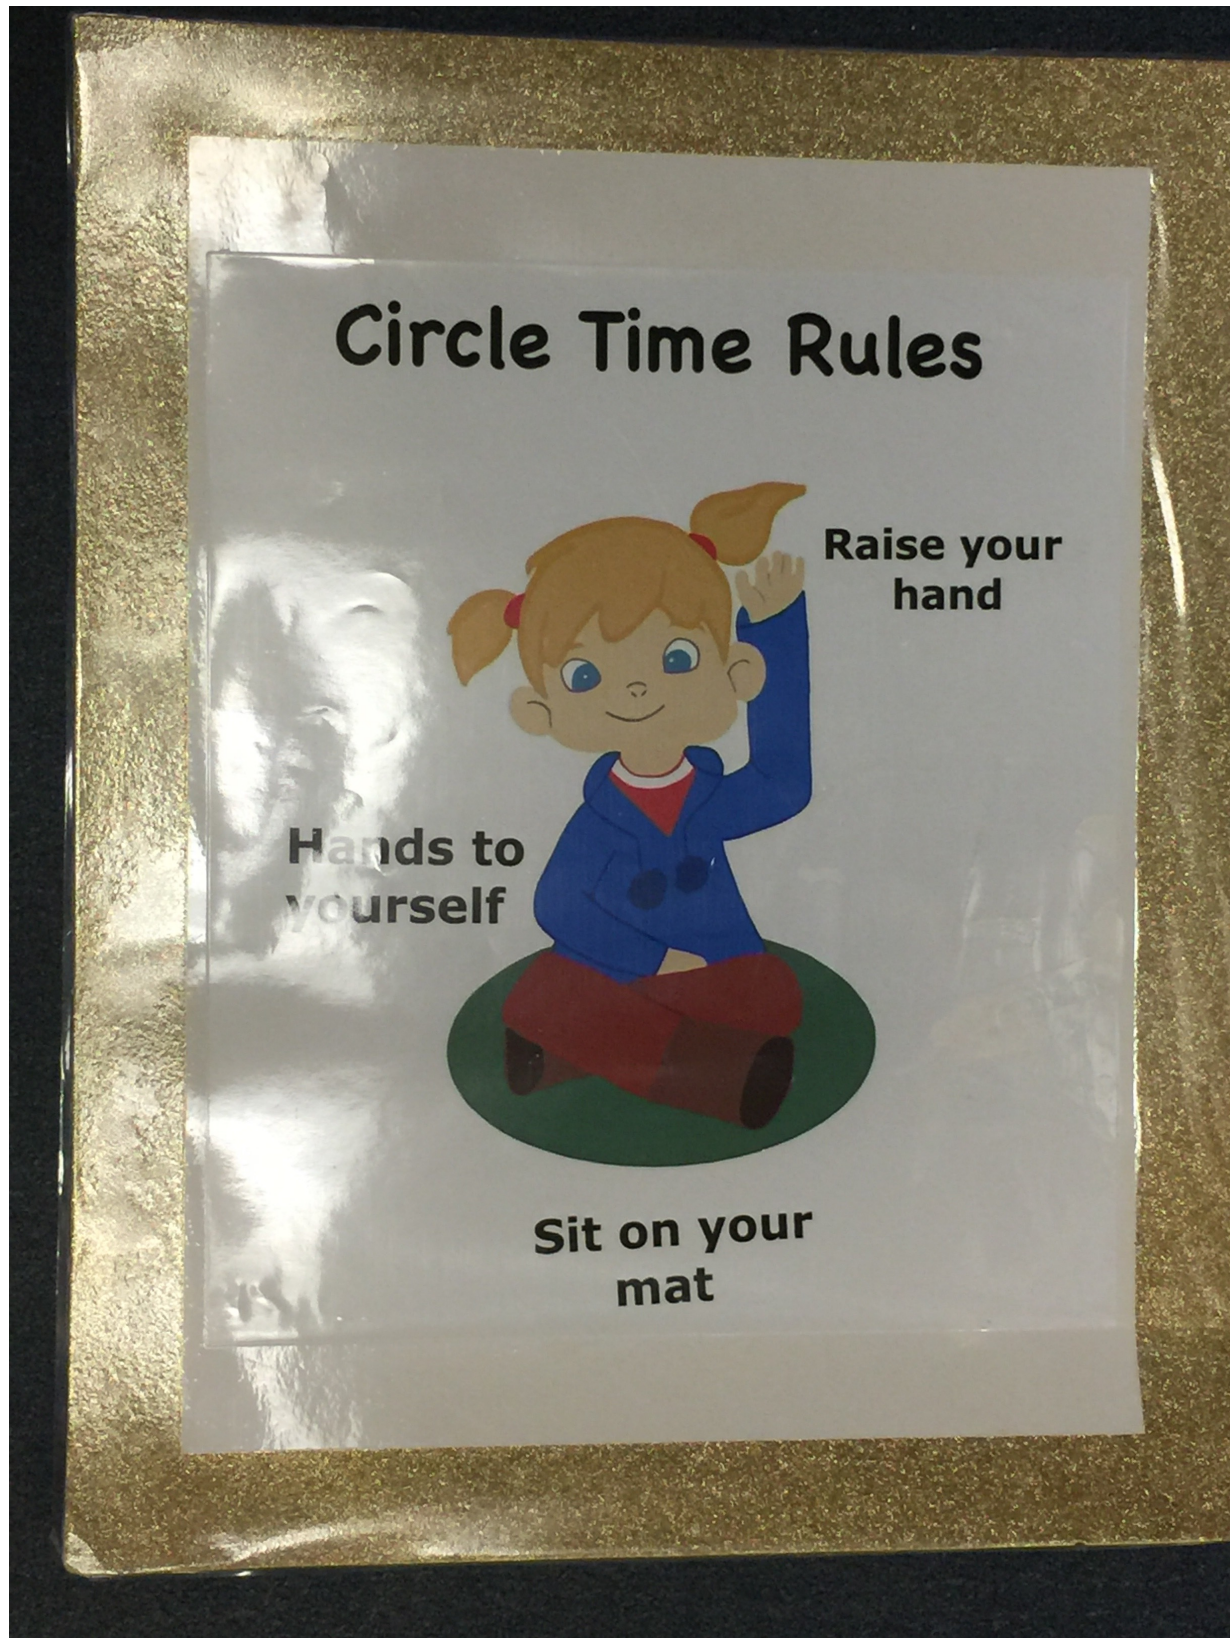 Circle Time Rules
Raise your
hand
Hands to
yourself
Sit on your
mat